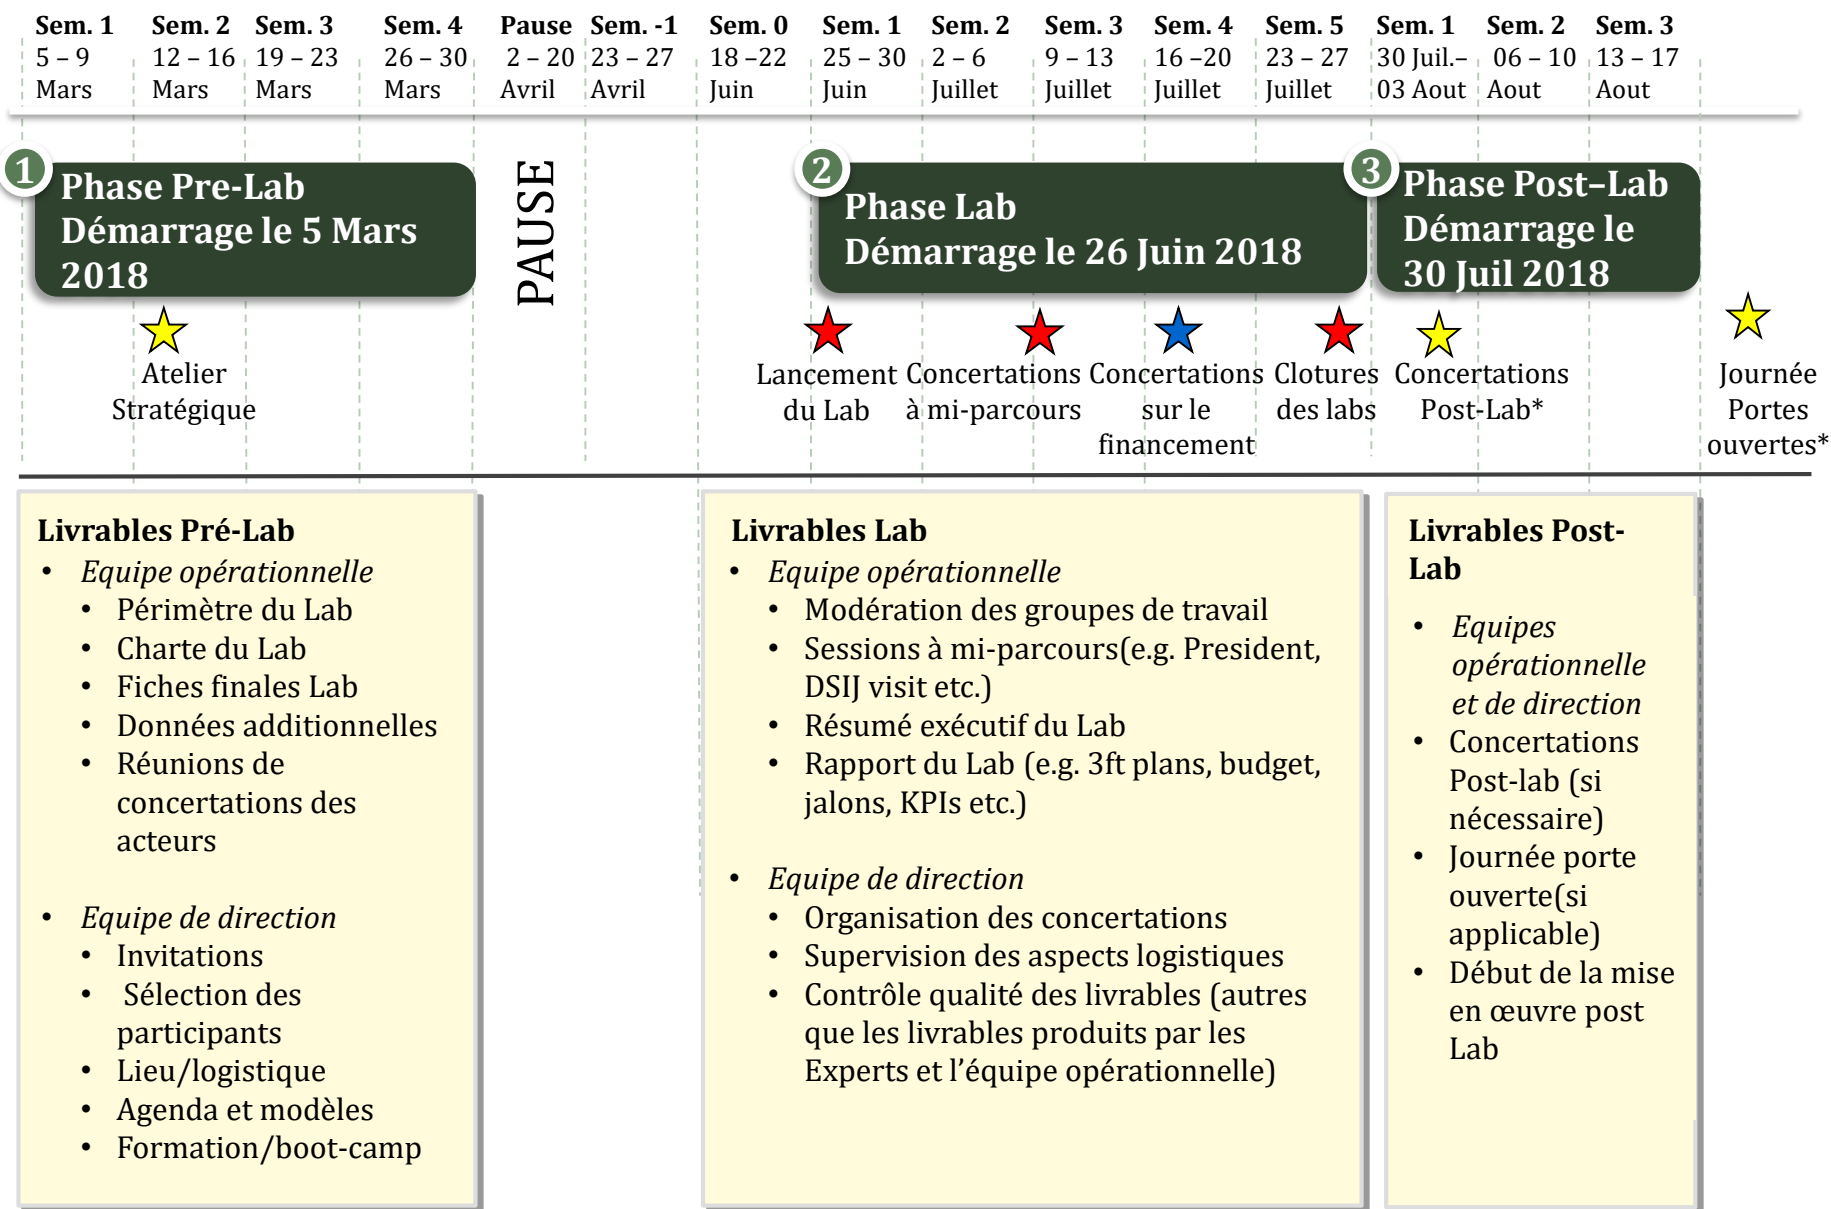 Sem. 1
5 – 9
Mars
Sem. 2
12 – 16
Mars
Sem. 3
19 – 23
Mars
Sem. 4
26 – 30
Mars
Pause
2 – 20
Avril
Sem. -1
23 – 27
Avril
Sem. 0
18 –22
Juin
Sem. 1
25 – 30
Juin
Sem. 2
2 – 6
Juillet
Sem. 3
9 – 13
Juillet
Sem. 4
16 –20
Juillet
Sem. 5
23 – 27
Juillet
Sem. 1
30 Juil.–
03 Aout
Sem. 2
06 – 10
Aout
Sem. 3
13 – 17
Aout
1
Phase Pre-Lab
Démarrage le 5 Mars
2018
PAUSE
2
Phase Lab
Démarrage le 26 Juin 2018
3
Phase Post–Lab
Démarrage le
30 Juil 2018
Atelier
Stratégique
Lancement
du Lab
Concertations
à mi-parcours
Concertations
sur le
financement
Clotures
des labs
Concertations
Post-Lab*
Journée
Portes
ouvertes*
Livrables Pré-Lab
• Equipe opérationnelle
• Périmètre du Lab
• Charte du Lab
• Fiches finales Lab
• Données additionnelles
• Réunions de
concertations des
acteurs
• Equipe de direction
• Invitations
• Sélection des
participants
• Lieu/logistique
• Agenda et modèles
• Formation/boot-camp
Livrables Lab
• Equipe opérationnelle
• Modération des groupes de travail
• Sessions à mi-parcours(e.g. President,
DSIJ visit etc.)
• Résumé exécutif du Lab
• Rapport du Lab (e.g. 3ft plans, budget,
jalons, KPIs etc.)
• Equipe de direction
• Organisation des concertations
• Supervision des aspects logistiques
• Contrôle qualité des livrables (autres
que les livrables produits par les
Experts et l’équipe opérationnelle)
Livrables Post-
Lab
• Equipes
opérationnelle
et de direction
• Concertations
Post-lab (si
nécessaire)
• Journée porte
ouverte(si
applicable)
• Début de la mise
en œuvre post
Lab